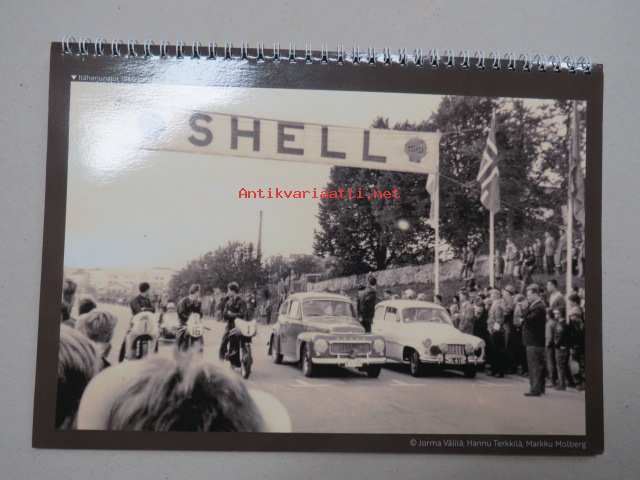 SHELL
Antikvariaatti.net
© Jorma Välilä, Hannu Terkkilä, Markku Molberg